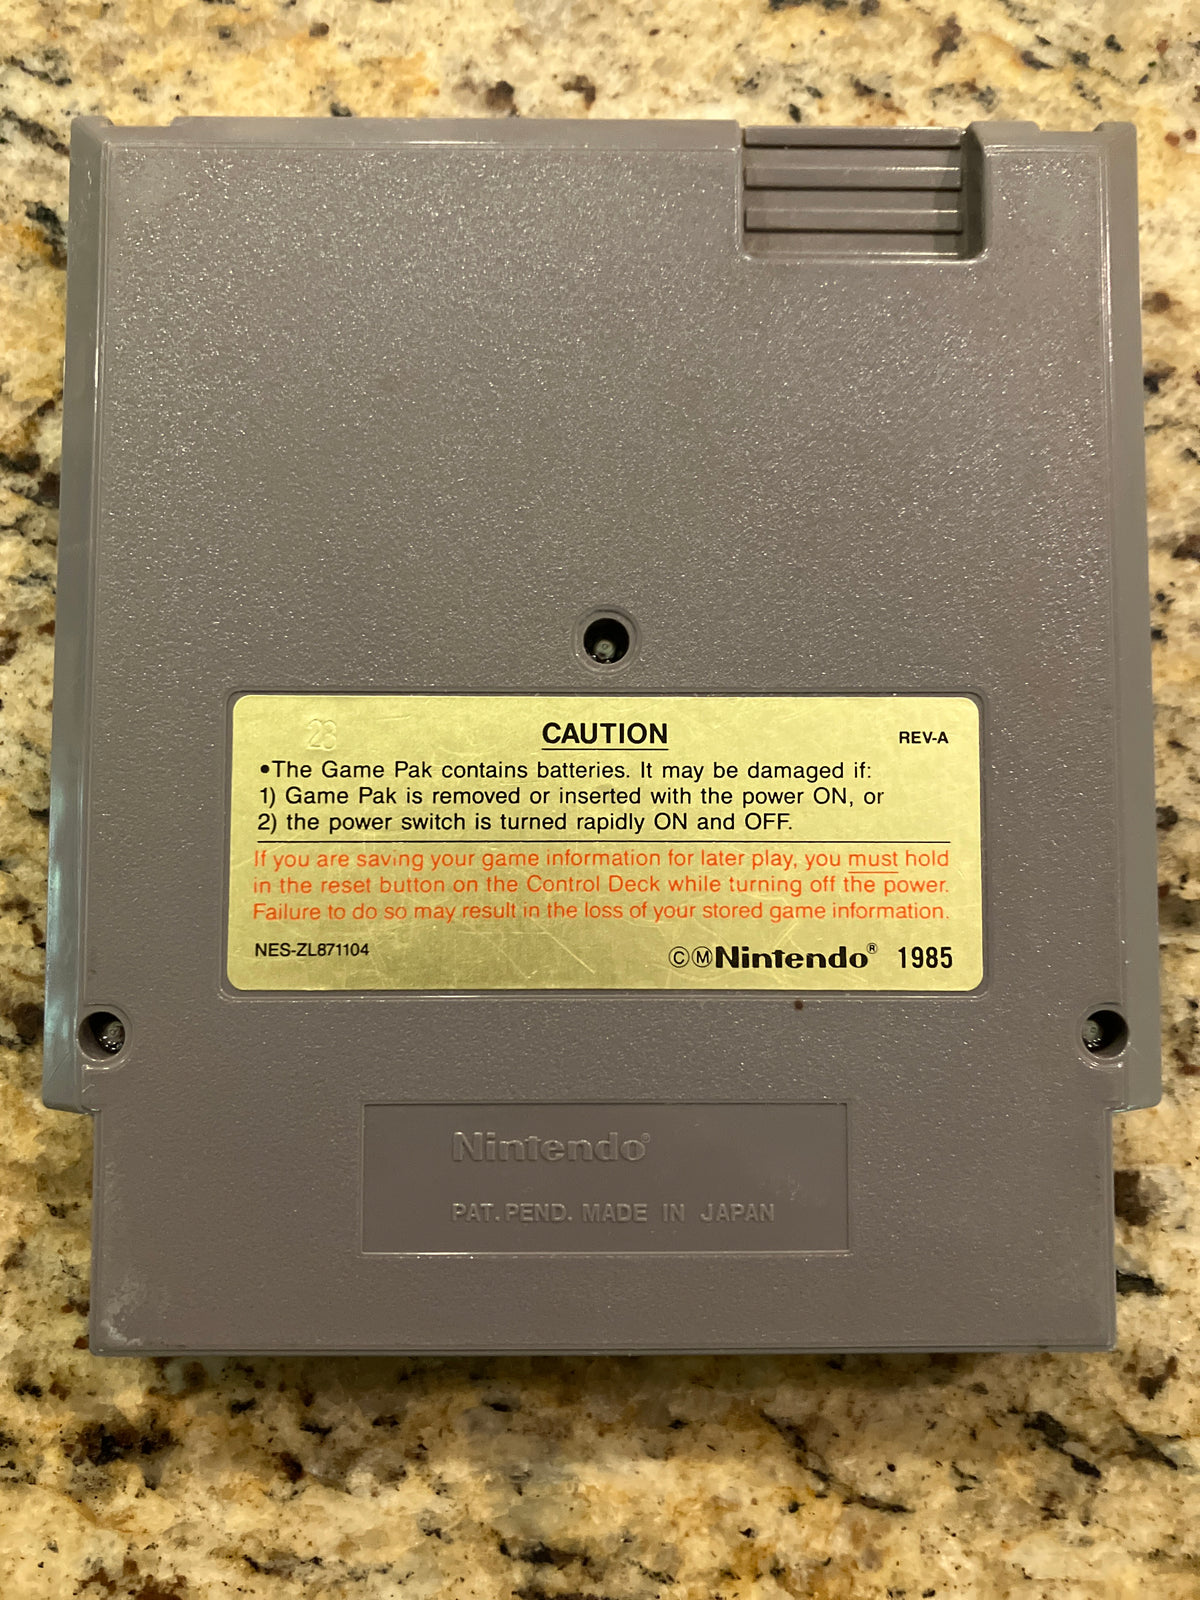 23
CAUTION
REV-A
•The Game Pak contains batteries. It may be damaged if:
1) Game Pak is removed or inserted with the power ON, or
2) the power switch is turned rapidly ON and OFF.
If you are saving your game information for later play, you must hold
in the reset button on the Control Deck while turning off the power.
Failure to do so may result in the loss of your stored game information.
NES-ZL871104
ⒸⓂNintendo® 1985
Nintendo®
PAT. PEND. MADE IN JAPAN